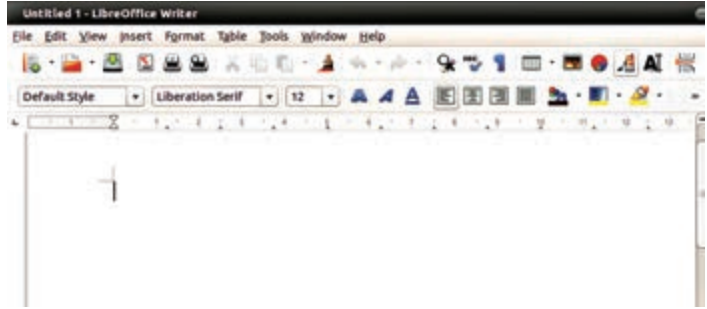 Untitled 1 - LibreOffice Writer
File Edit View Insert Format Table Tools Window Help
Default Style Liberation Serif 12